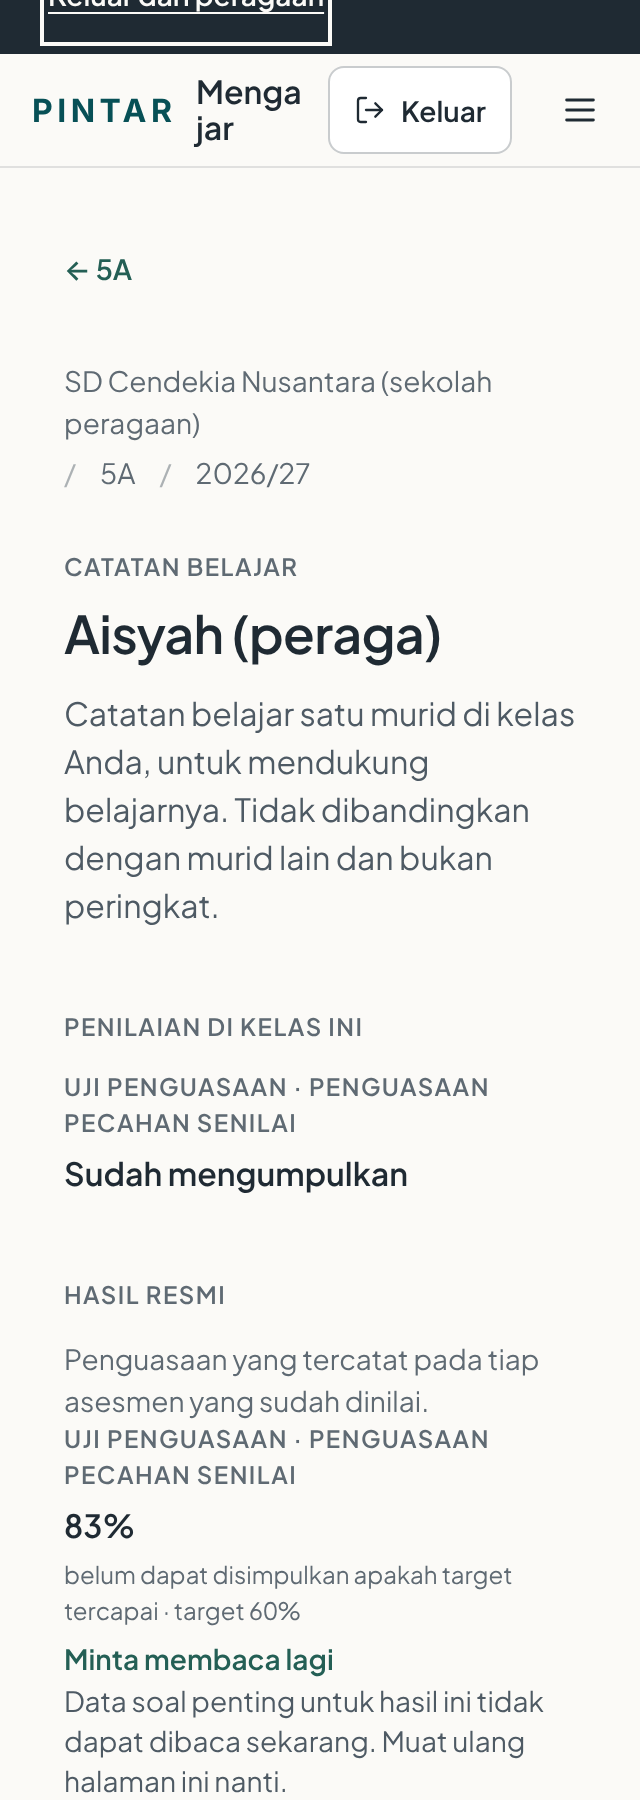 Keluar dari peragaan
PINTAR
Menga
jar
Keluar
← 5A
SD Cendekia Nusantara (sekolah
peragaan)
/ 5A / 2026/27
CATATAN BELAJAR
Aisyah (peraga)
Catatan belajar satu murid di kelas
Anda, untuk mendukung
belajarnya. Tidak dibandingkan
dengan murid lain dan bukan
peringkat.
PENILAIAN DI KELAS INI
UJI PENGUASAAN · PENGUASAAN
PECAHAN SENILAI
Sudah mengumpulkan
HASIL RESMI
Penguasaan yang tercatat pada tiap
asesmen yang sudah dinilai.
UJI PENGUASAAN · PENGUASAAN
PECAHAN SENILAI
83%
belum dapat disimpulkan apakah target
tercapai · target 60%
Minta membaca lagi
Data soal penting untuk hasil ini tidak
dapat dibaca sekarang. Muat ulang
halaman ini nanti.